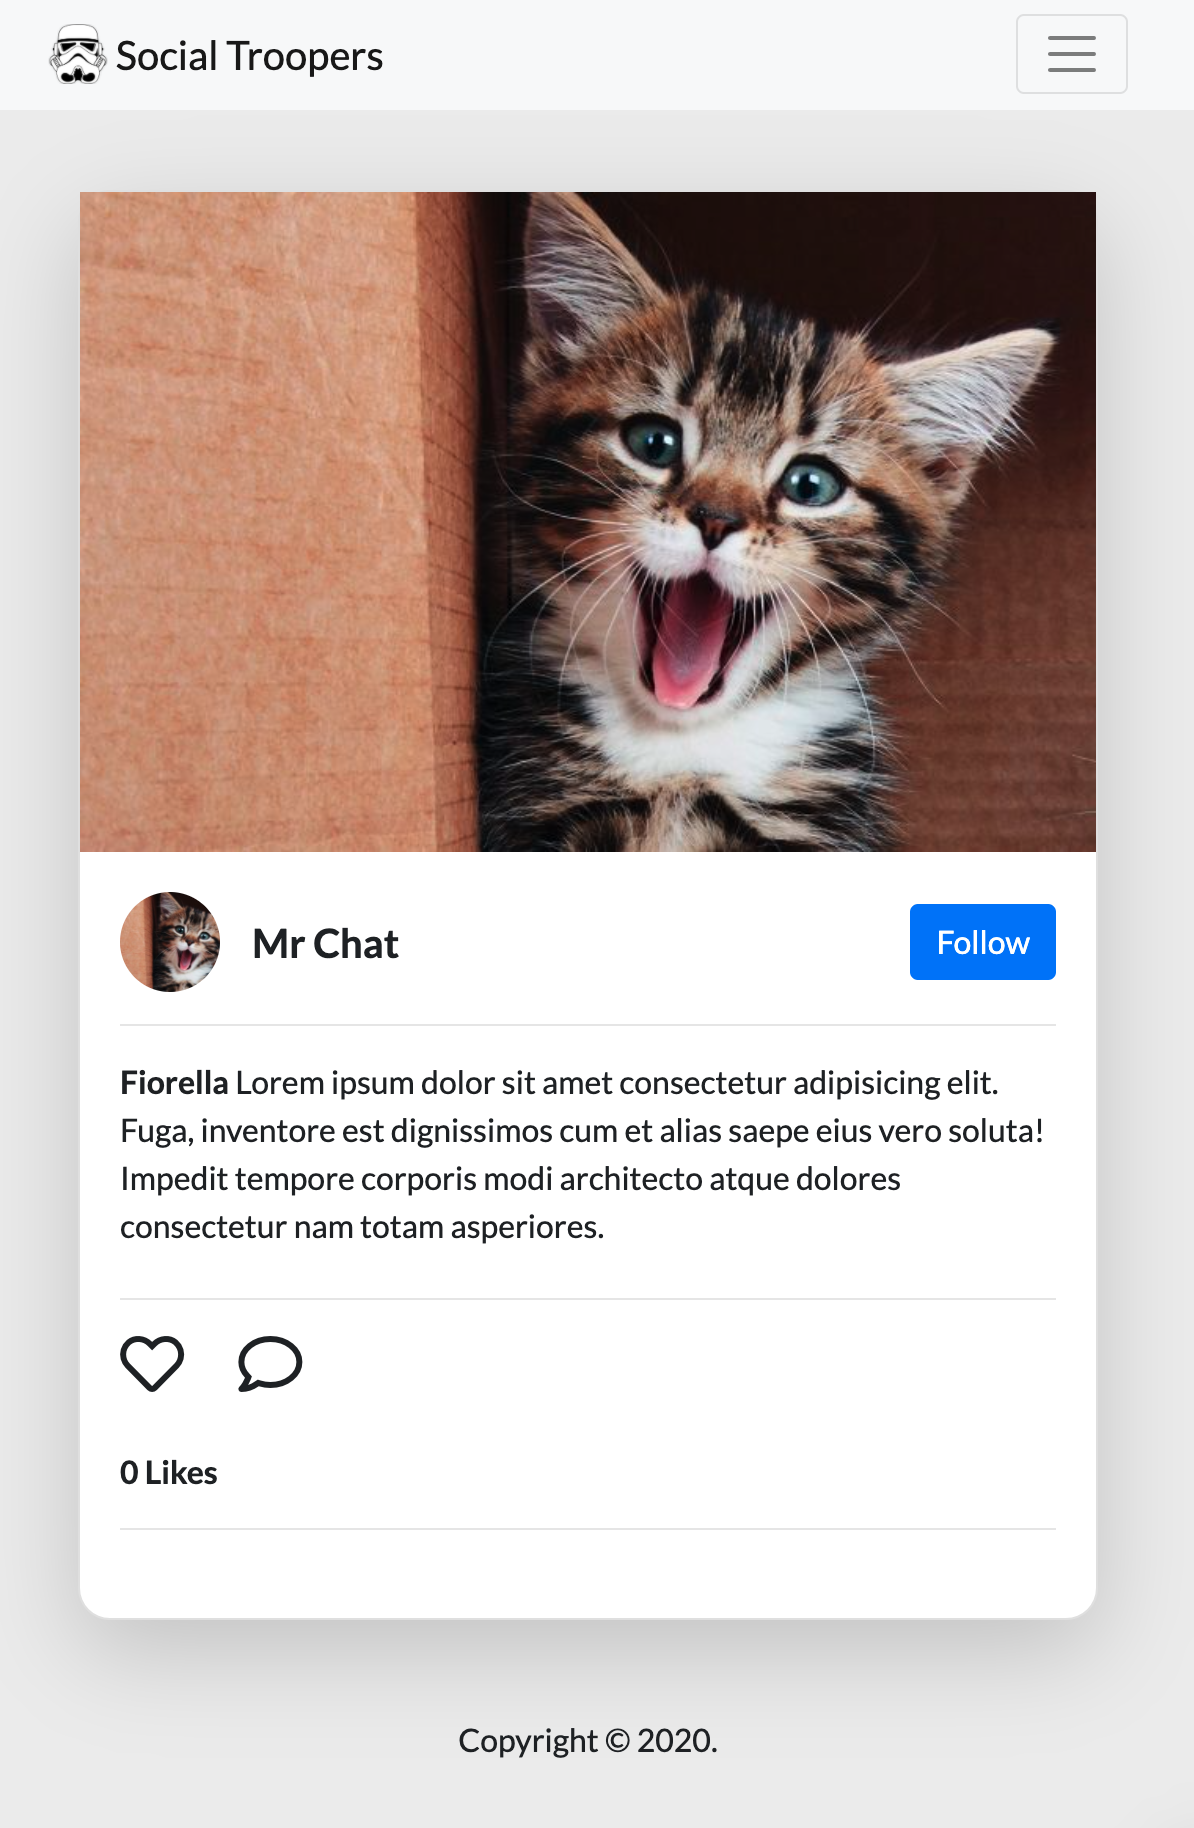 Social Troopers
Mr Chat
Follow
Fiorella Lorem ipsum dolor sit amet consectetur adipisicing elit.
Fuga, inventore est dignissimos cum et alias saepe eius vero soluta!
Impedit tempore corporis modi architecto atque dolores
consectetur nam totam asperiores.
0 Likes
Copyright © 2020.